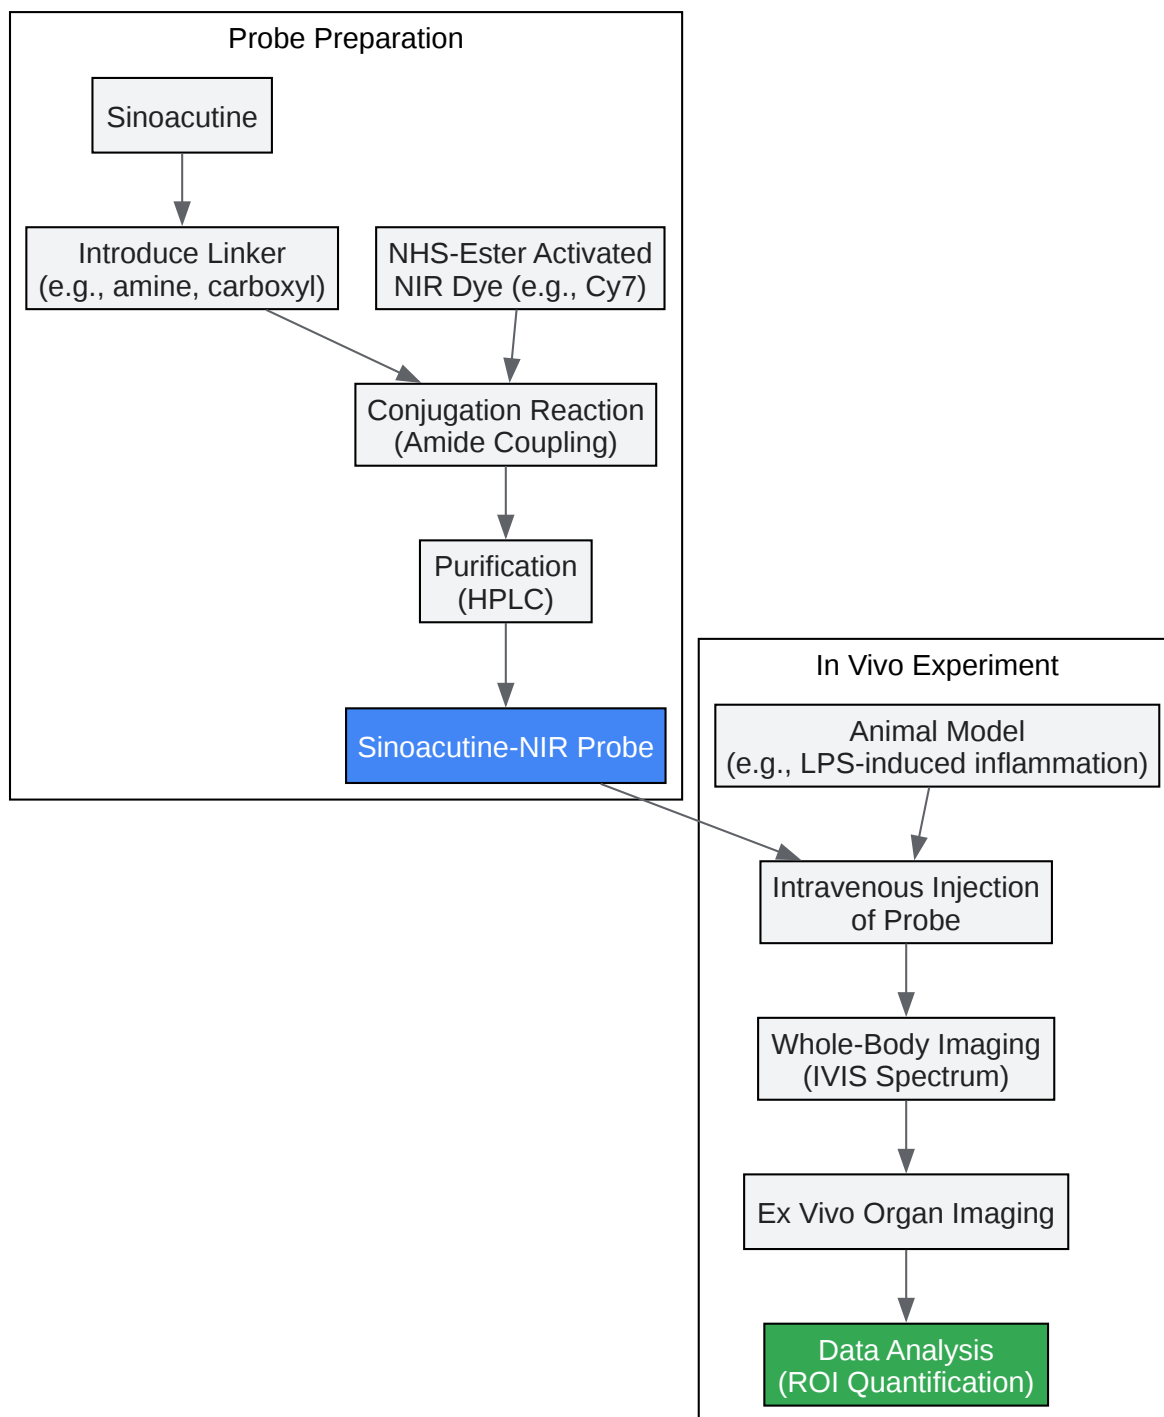 Probe Preparation
Sinoacutine
Introduce Linker
(e.g., amine, carboxyl)
NHS-Ester Activated
NIR Dye (e.g., Cy7)
Conjugation Reaction
(Amide Coupling)
Purification
(HPLC)
Sinoacutine-NIR Probe
In Vivo Experiment
Animal Model
(e.g., LPS-induced inflammation)
Intravenous Injection
of Probe
Whole-Body Imaging
(IVIS Spectrum)
Ex Vivo Organ Imaging
Data Analysis
(ROI Quantification)